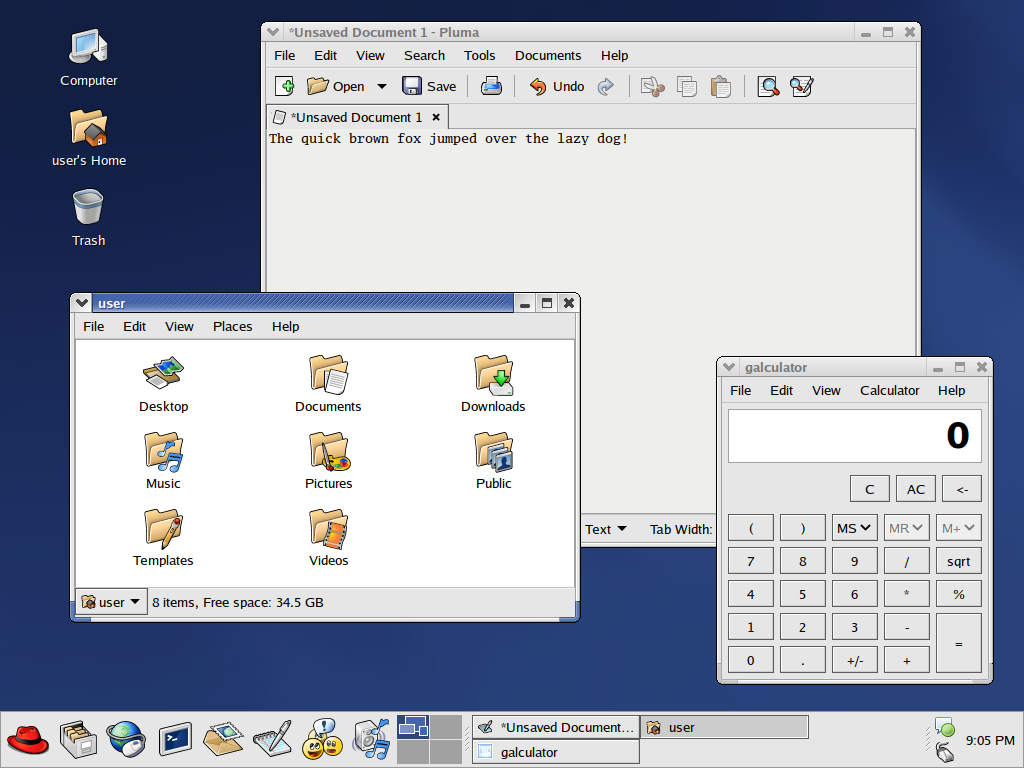 Computer
user's Home
Trash
*Unsaved Document 1 - Pluma
File Edit View Search Tools Documents Help
Open Save Undo
*Unsaved Document 1
The quick brown fox jumped over the lazy dog!
Text Tab Width:
user
File Edit View Places Help
Desktop Documents Downloads
Music Pictures Public
Templates Videos
user 8 items, Free space: 34.5 GB
galculator
File Edit View Calculator Help
0
C AC <-
( ) MS MR M+
7 8 9 / sqrt
4 5 6 * %
1 2 3 - =
0 . +/- +
*Unsaved Document... user
galculator
9:05 PM